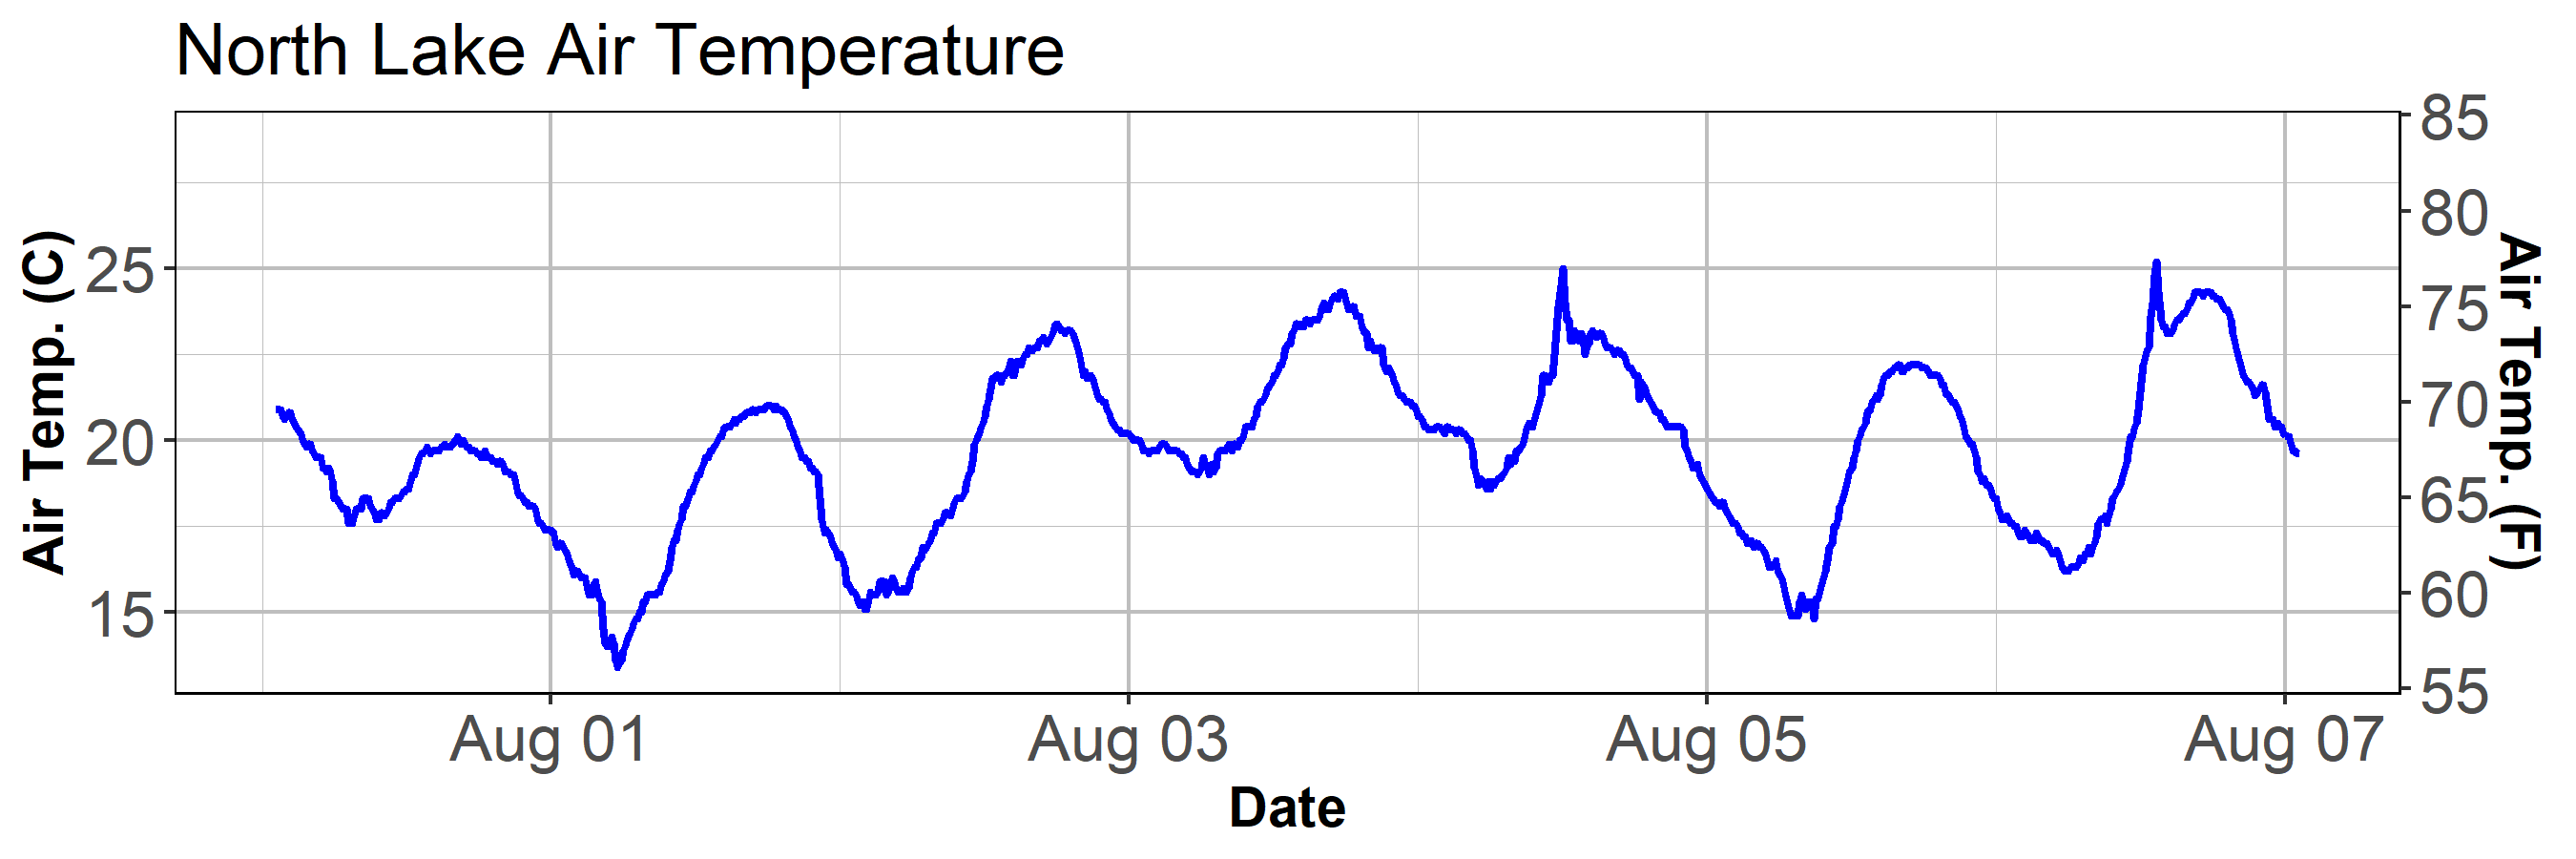 North Lake Air Temperature
Air Temp. (C)
25
20
15
85
80
75
70
65
60
55
Air Temp. (F)
Aug 01 Aug 03 Aug 05 Aug 07
Date